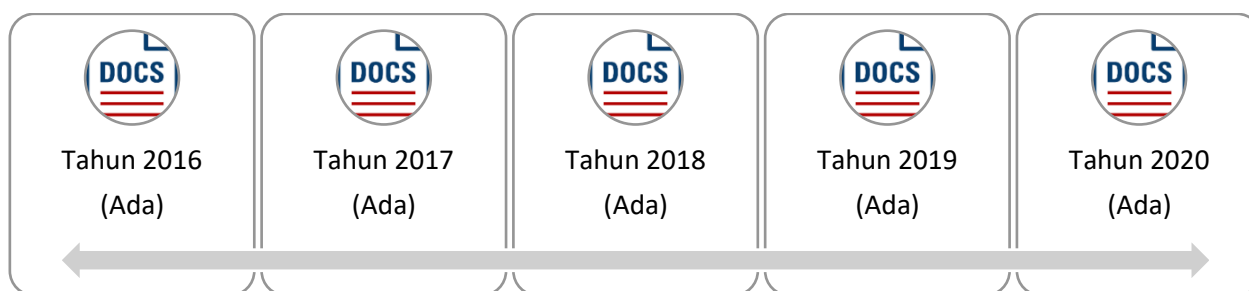 DOCS
Tahun 2016
(Ada)
DOCS
Tahun 2017
(Ada)
DOCS
Tahun 2018
(Ada)
DOCS
Tahun 2019
(Ada)
DOCS
Tahun 2020
(Ada)